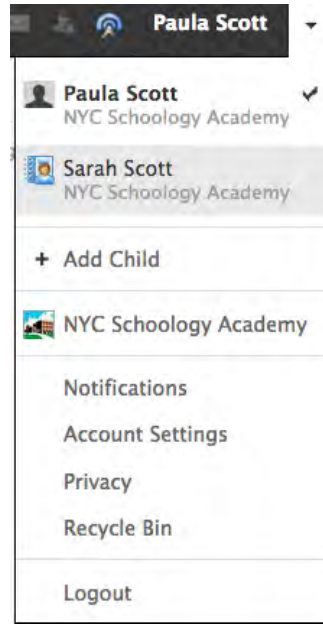 Paula Scott
Paula Scott
NYC Schoology Academy
Sarah Scott
NYC Schoology Academy
+ Add Child
NYC Schoology Academy
Notifications
Account Settings
Privacy
Recycle Bin
Logout